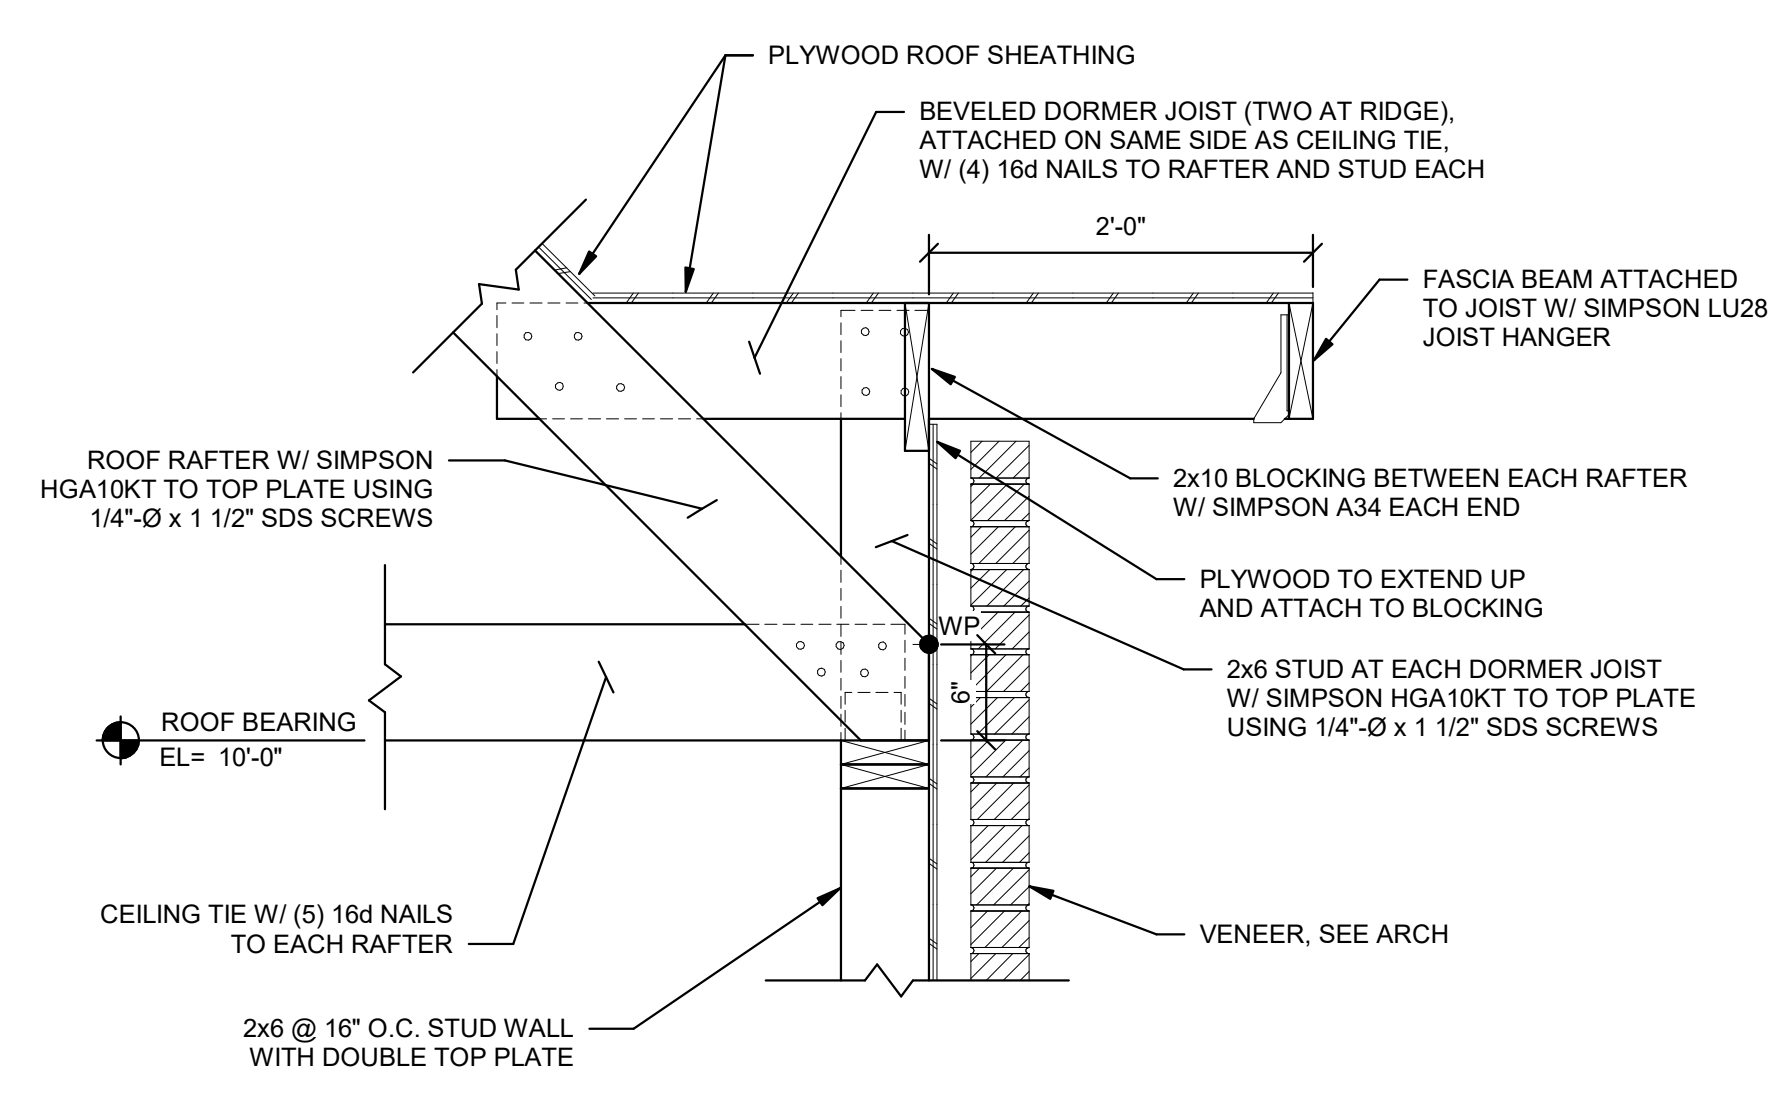 PLYWOOD ROOF SHEATHING
BEVELED DORMER JOIST (TWO AT RIDGE),
ATTACHED ON SAME SIDE AS CEILING TIE,
W/ (4) 16d NAILS TO RAFTER AND STUD EACH
2'-0"
FASCIA BEAM ATTACHED
TO JOIST W/ SIMPSON LU28
JOIST HANGER
ROOF RAFTER W/ SIMPSON
HGA10KT TO TOP PLATE USING
1/4"-Ø x 1 1/2" SDS SCREWS
2x10 BLOCKING BETWEEN EACH RAFTER
W/ SIMPSON A34 EACH END
PLYWOOD TO EXTEND UP
AND ATTACH TO BLOCKING
WP
6"
2x6 STUD AT EACH DORMER JOIST
W/ SIMPSON HGA10KT TO TOP PLATE
USING 1/4"-Ø x 1 1/2" SDS SCREWS
ROOF BEARING
EL= 10'-0"
CEILING TIE W/ (5) 16d NAILS
TO EACH RAFTER
VENEER, SEE ARCH
2x6 @ 16" O.C. STUD WALL
WITH DOUBLE TOP PLATE